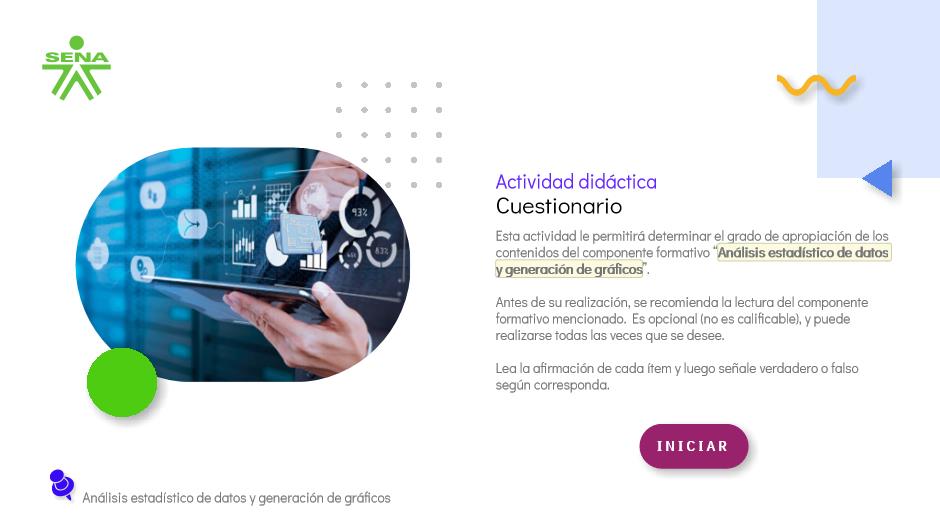 SENA
93%
83%
Actividad didáctica
Cuestionario
Esta actividad le permitirá determinar el grado de apropiación de los
contenidos del componente formativo “Análisis estadístico de datos
y generación de gráficos”.
Antes de su realización, se recomienda la lectura del componente
formativo mencionado. Es opcional (no es calificable), y puede
realizarse todas las veces que se desee.
Lea la afirmación de cada ítem y luego señale verdadero o falso
según corresponda.
INICIAR
Análisis estadístico de datos y generación de gráficos